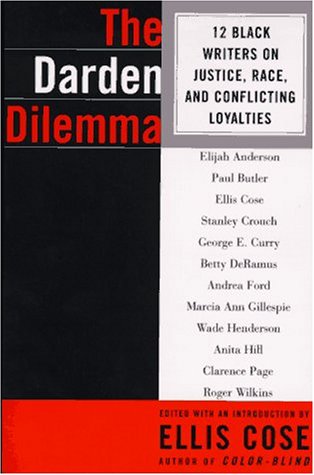 The
Darden
Dilemma
12 BLACK
WRITERS ON
JUSTICE, RACE,
AND CONFLICTING
LOYALTIES
Elijah Anderson
Paul Butler
Ellis Cose
Stanley Crouch
George E. Curry
Betty DeRamus
Andrea Ford
Marcia Ann Gillespie
Wade Henderson
Anita Hill
Clarence Page
Roger Wilkins
EDITED WITH AN INTRODUCTION BY
ELLIS COSE
AUTHOR OF COLOR-BLIND